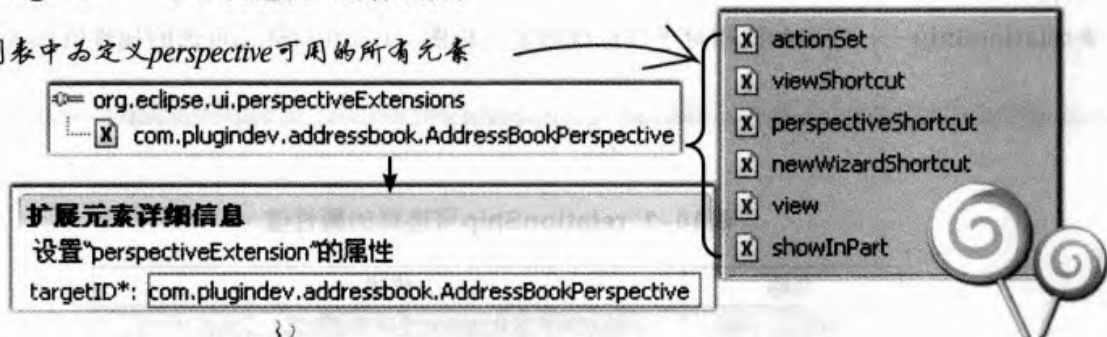 列表中为定义perspective可用的所有元素
org.eclipse.ui.perspectiveExtensions
com.plugindev.addressbook.AddressBookPerspective
扩展元素详细信息
设置"perspectiveExtension"的属性
targetID*: com.plugindev.addressbook.AddressBookPerspective
actionSet
viewShortcut
perspectiveShortcut
newWizardShortcut
view
showInPart